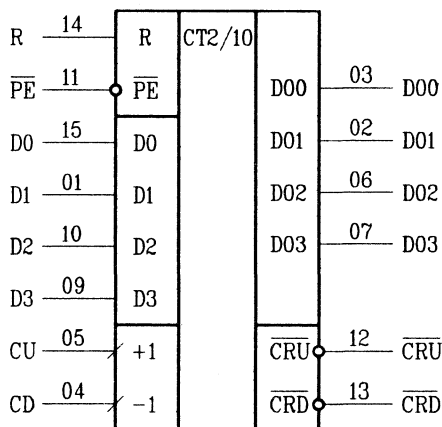 R 14 R CT2/10
PE 11 PE D00 03 D00
D0 15 D0 D01 02 D01
D1 01 D1 D02 06 D02
D2 10 D2 D03 07 D03
D3 09 D3
CU 05 +1 CRU 12 CRU
CD 04 -1 CRD 13 CRD